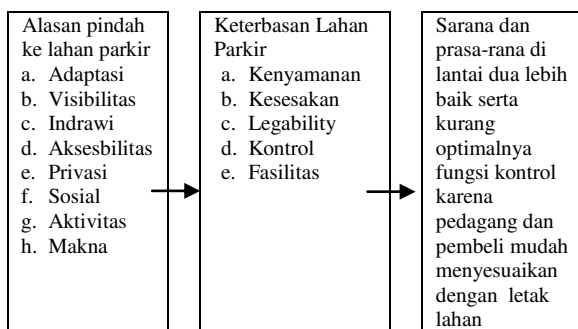 Alasan pindah
ke lahan parkir
a. Adaptasi
b. Visibilitas
c. Indrawi
d. Aksesbilitas
e. Privasi
f. Sosial
g. Aktivitas
h. Makna
Keterbasan Lahan
Parkir
a. Kenyamanan
b. Kesesakan
c. Legability
d. Kontrol
e. Fasilitas
Sarana dan
prasa-rana di
lantai dua lebih
baik serta
kurang
optimalnya
fungsi kontrol
karena
pedagang dan
pembeli mudah
menyesuaikan
dengan letak
lahan